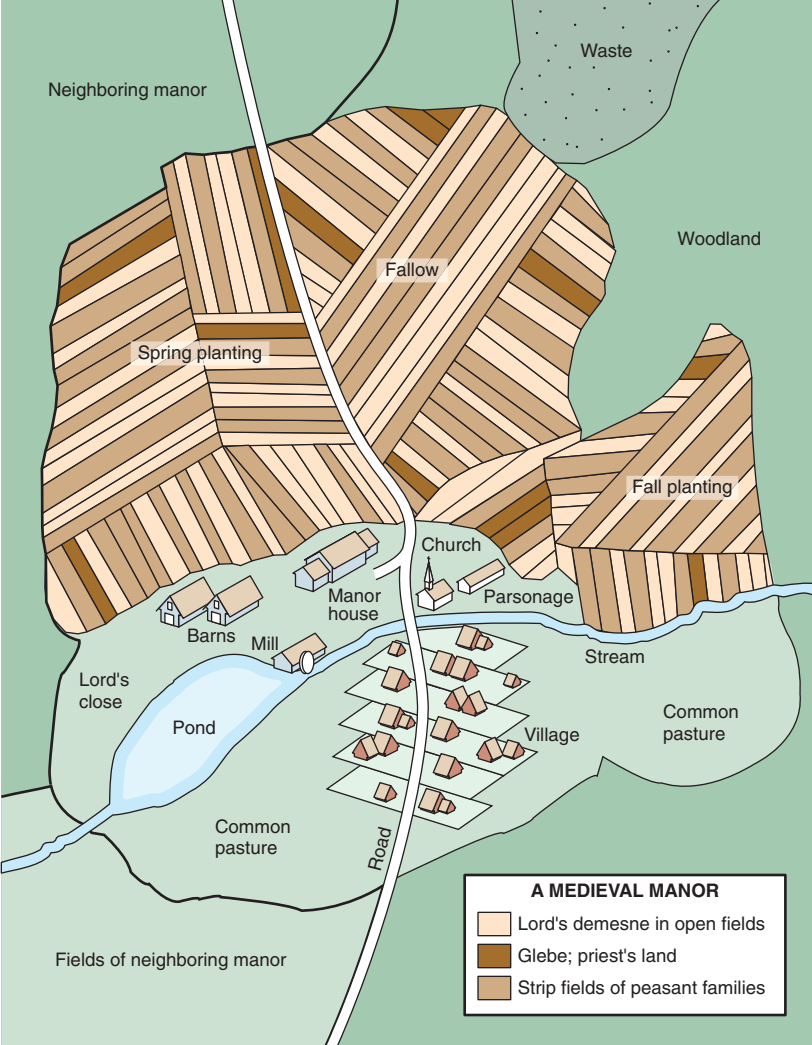 Waste
Neighboring manor
Woodland
Fallow
Spring planting
Fall planting
Church
Manor
house
Parsonage
Barns
Mill
Stream
Lord's
close
Pond
Village
Common
pasture
Common
pasture
Road
Fields of neighboring manor
A MEDIEVAL MANOR
Lord's demesne in open fields
Glebe; priest's land
Strip fields of peasant families